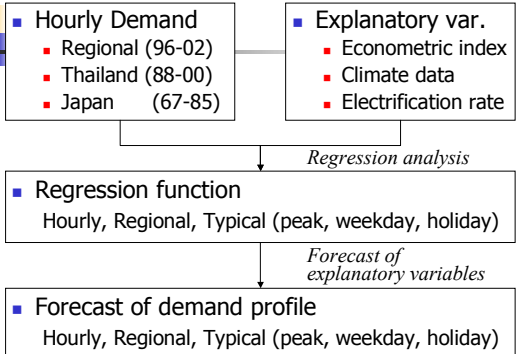 Hourly Demand
Regional (96-02)
Thailand (88-00)
Japan (67-85)
Explanatory var.
Econometric index
Climate data
Electrification rate
Regression analysis
Regression function
Hourly, Regional, Typical (peak, weekday, holiday)
Forecast of
explanatory variables
Forecast of demand profile
Hourly, Regional, Typical (peak, weekday, holiday)